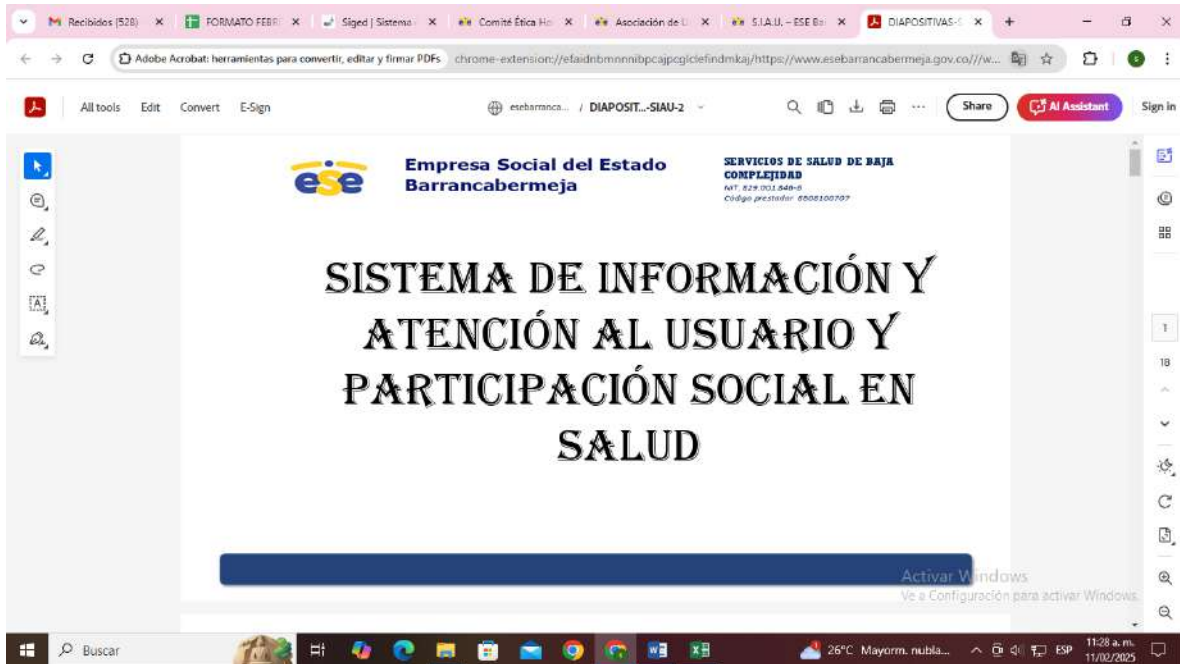 Recibidos (528)
FORMATO FEBR
Siged | Sistema
Comité Ética Ho
Asociación de U
S.I.A.U. – ESE Ba
DIAPOSITIVAS-S
Adobe Acrobat: herramientas para convertir, editar y firmar PDFs
chrome-extension://efaidnbmnnnibpcajpcglclefindmkaj/https://www.esebarrancabermeja.gov.co///w...
All tools Edit Convert E-Sign
esebarranca... / DIAPOSIT...-SIAU-2
Share
AI Assistant
Sign in
ese
Empresa Social del Estado
Barrancabermeja
SERVICIOS DE SALUD DE BAJA
COMPLEJIDAD
NIT. 829.001.846-6
Código prestador 6808100707
SISTEMA DE INFORMACIÓN Y
ATENCIÓN AL USUARIO Y
PARTICIPACIÓN SOCIAL EN
SALUD
1
18
Activar Windows
Ve a Configuración para activar Windows.
Buscar
26°C Mayorm. nubla...
ESP
11:28 a. m.
11/02/2025